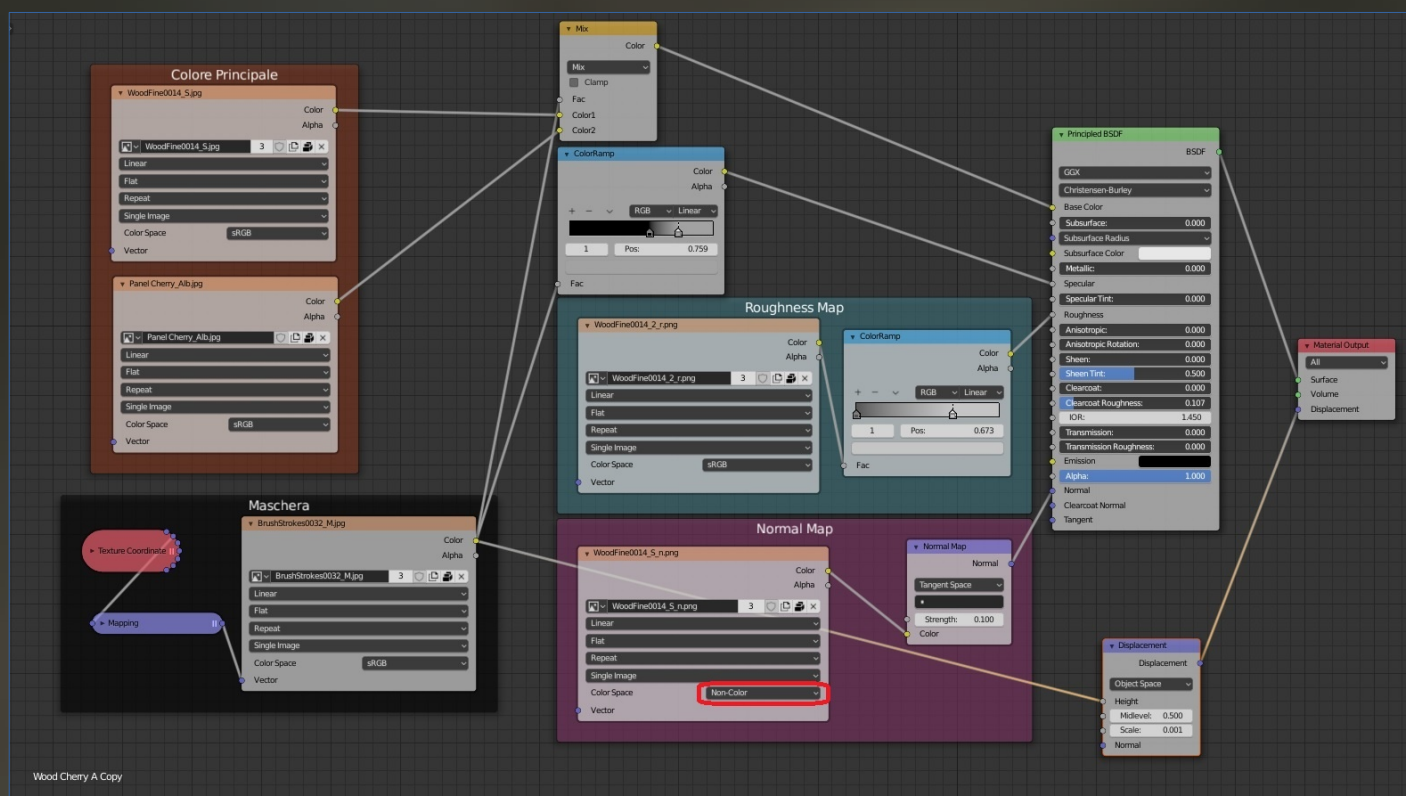 Colore Principale
WoodFine0014_S.jpg
Color
Alpha
WoodFine0014_S.jpg 3
Linear
Flat
Repeat
Single Image
Color Space sRGB
Vector
Panel Cherry_Alb.jpg
Color
Alpha
Panel Cherry_Alb.jpg
Linear
Flat
Repeat
Single Image
Color Space sRGB
Vector
Maschera
Texture Coordinate
Mapping
BrushStrokes0032_M.jpg
Color
Alpha
BrushStrokes0032_M.jpg 3
Linear
Flat
Repeat
Single Image
Color Space sRGB
Vector
Mix
Color
Mix
Clamp
Fac
Color1
Color2
ColorRamp
Color
Alpha
+ − RGB Linear
1 Pos: 0.759
Fac
Roughness Map
WoodFine0014_2_r.png
Color
Alpha
WoodFine0014_2_r.png 3
Linear
Flat
Repeat
Single Image
Color Space sRGB
Vector
ColorRamp
Color
Alpha
+ − RGB Linear
1 Pos: 0.673
Fac
Normal Map
WoodFine0014_S_n.png
Color
Alpha
WoodFine0014_S_n.png 3
Linear
Flat
Repeat
Single Image
Color Space Non-Color
Vector
Normal Map
Normal
Tangent Space
Strength: 0.100
Color
Principled BSDF
BSDF
GGX
Christensen-Burley
Base Color
Subsurface: 0.000
Subsurface Radius
Subsurface Color
Metallic: 0.000
Specular
Specular Tint: 0.000
Roughness
Anisotropic: 0.000
Anisotropic Rotation: 0.000
Sheen: 0.000
Sheen Tint: 0.500
Clearcoat: 0.000
Clearcoat Roughness: 0.107
IOR: 1.450
Transmission: 0.000
Transmission Roughness: 0.000
Emission
Alpha: 1.000
Normal
Clearcoat Normal
Tangent
Material Output
All
Surface
Volume
Displacement
Displacement
Displacement
Object Space
Height
Midlevel: 0.500
Scale: 0.001
Normal
Wood Cherry A Copy